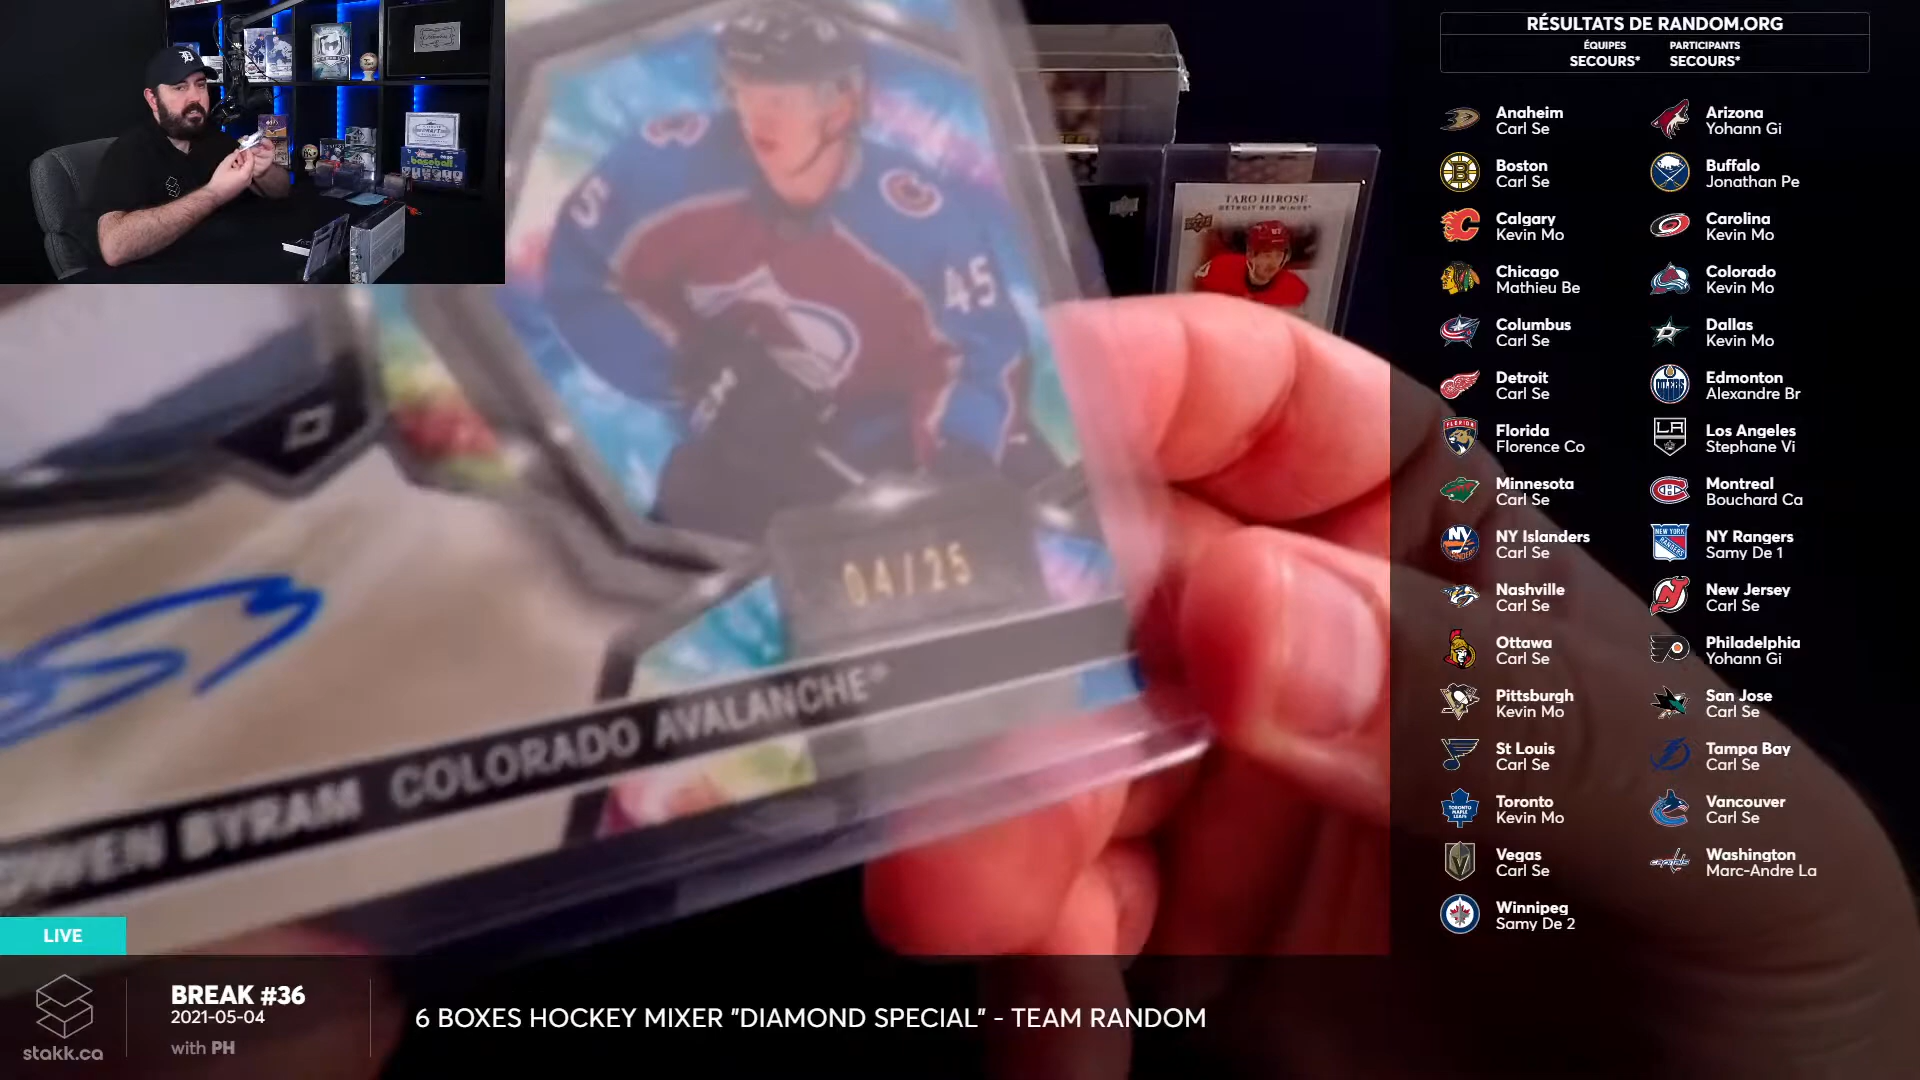 RÉSULTATS DE RANDOM.ORG
ÉQUIPES PARTICIPANTS
SECOURS* SECOURS*
Anaheim
Carl Se
Arizona
Yohann Gi
Boston
Carl Se
Buffalo
Jonathan Pe
Calgary
Kevin Mo
Carolina
Kevin Mo
Chicago
Mathieu Be
Colorado
Kevin Mo
Columbus
Carl Se
Dallas
Kevin Mo
Detroit
Carl Se
Edmonton
Alexandre Br
Florida
Florence Co
Los Angeles
Stephane Vi
Minnesota
Carl Se
Montreal
Bouchard Ca
NY Islanders
Carl Se
NY Rangers
Samy De 1
Nashville
Carl Se
New Jersey
Carl Se
Ottawa
Carl Se
Philadelphia
Yohann Gi
Pittsburgh
Kevin Mo
San Jose
Carl Se
St Louis
Carl Se
Tampa Bay
Carl Se
Toronto
Kevin Mo
Vancouver
Carl Se
Vegas
Carl Se
Washington
Marc-Andre La
Winnipeg
Samy De 2
TARO HIROSE
DETROIT RED WINGS
45
04/25
OWEN BYRAM COLORADO AVALANCHE
LIVE
stakk.ca
BREAK #36
2021-05-04
with PH
6 BOXES HOCKEY MIXER "DIAMOND SPECIAL" - TEAM RANDOM